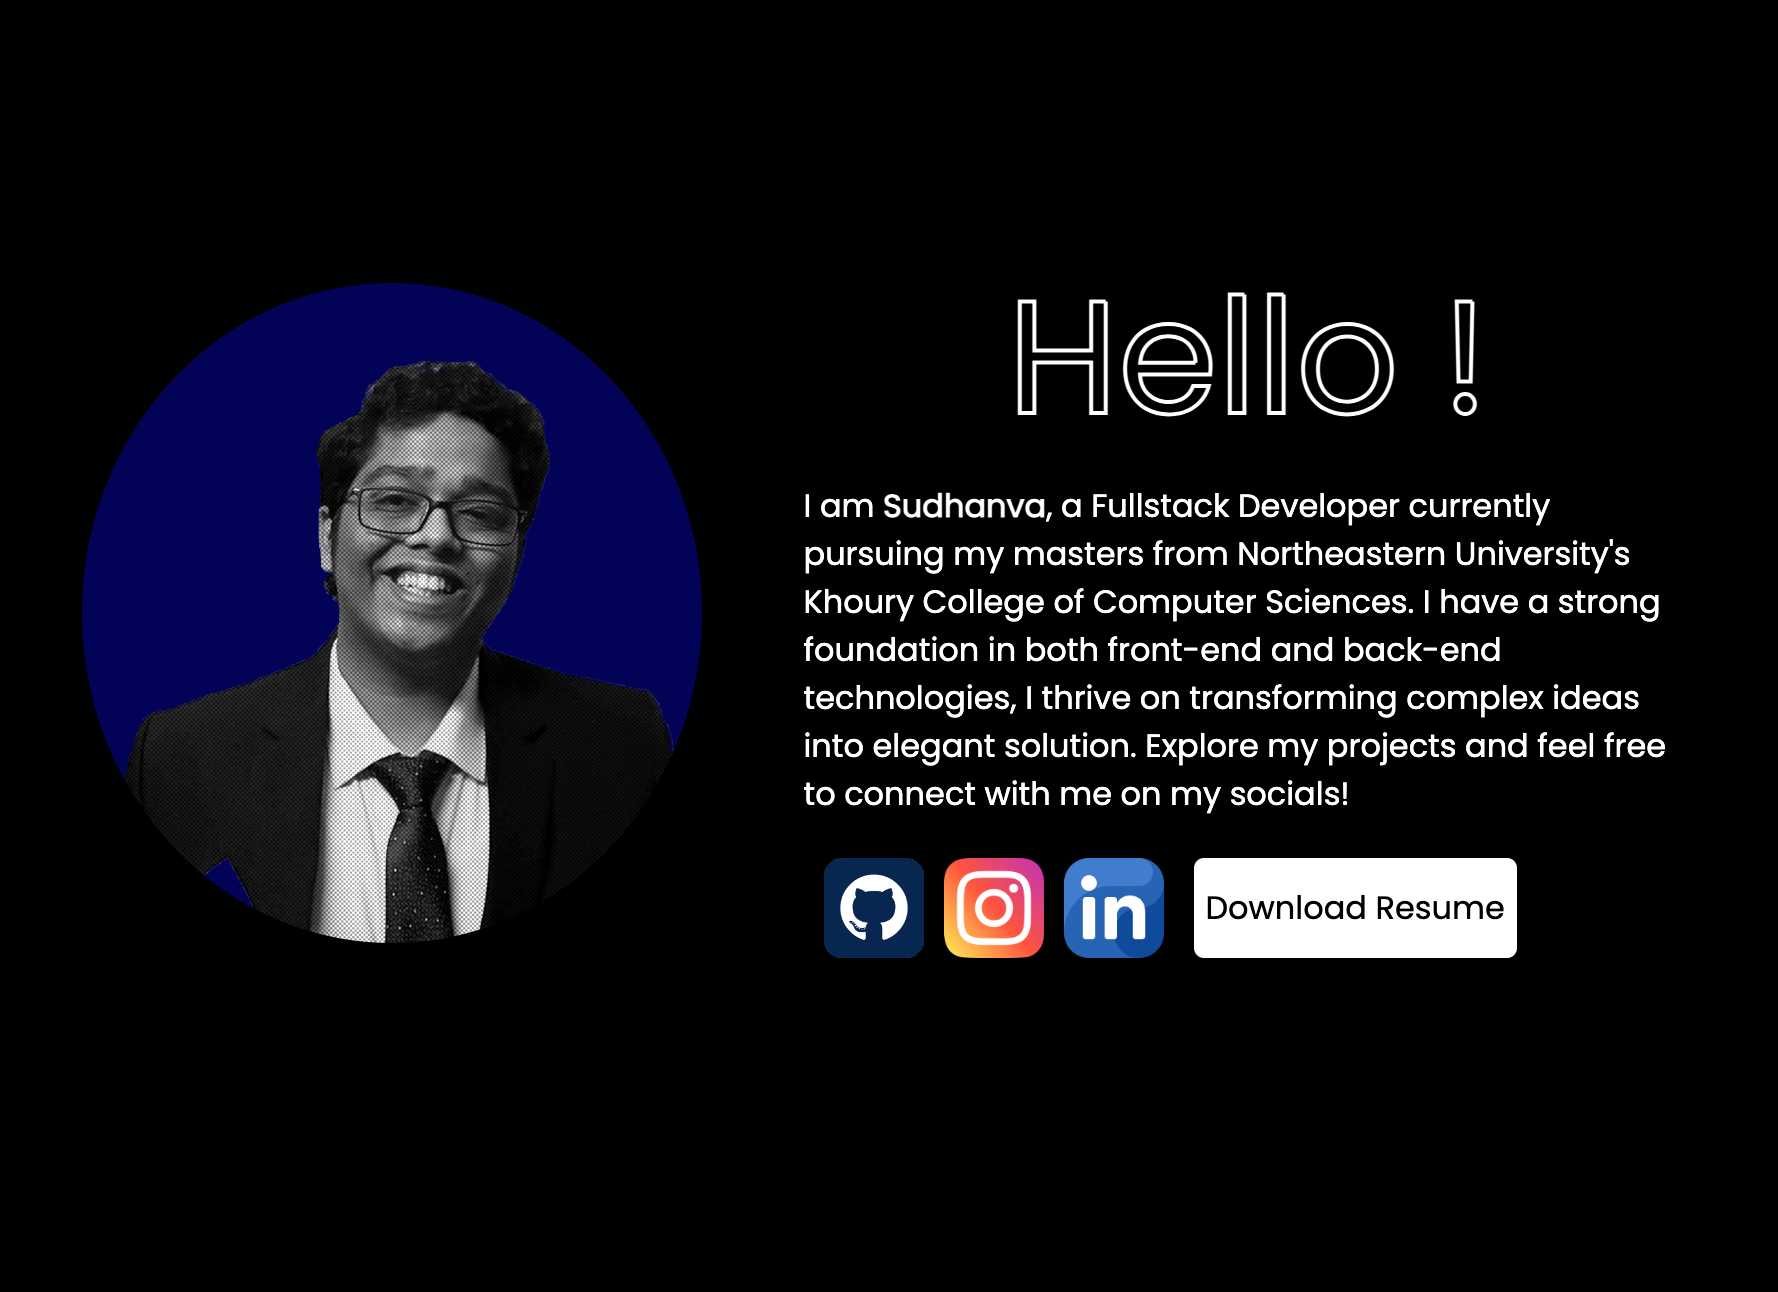 Hello !
I am Sudhanva, a Fullstack Developer currently
pursuing my masters from Northeastern University's
Khoury College of Computer Sciences. I have a strong
foundation in both front-end and back-end
technologies, I thrive on transforming complex ideas
into elegant solution. Explore my projects and feel free
to connect with me on my socials!
in
Download Resume